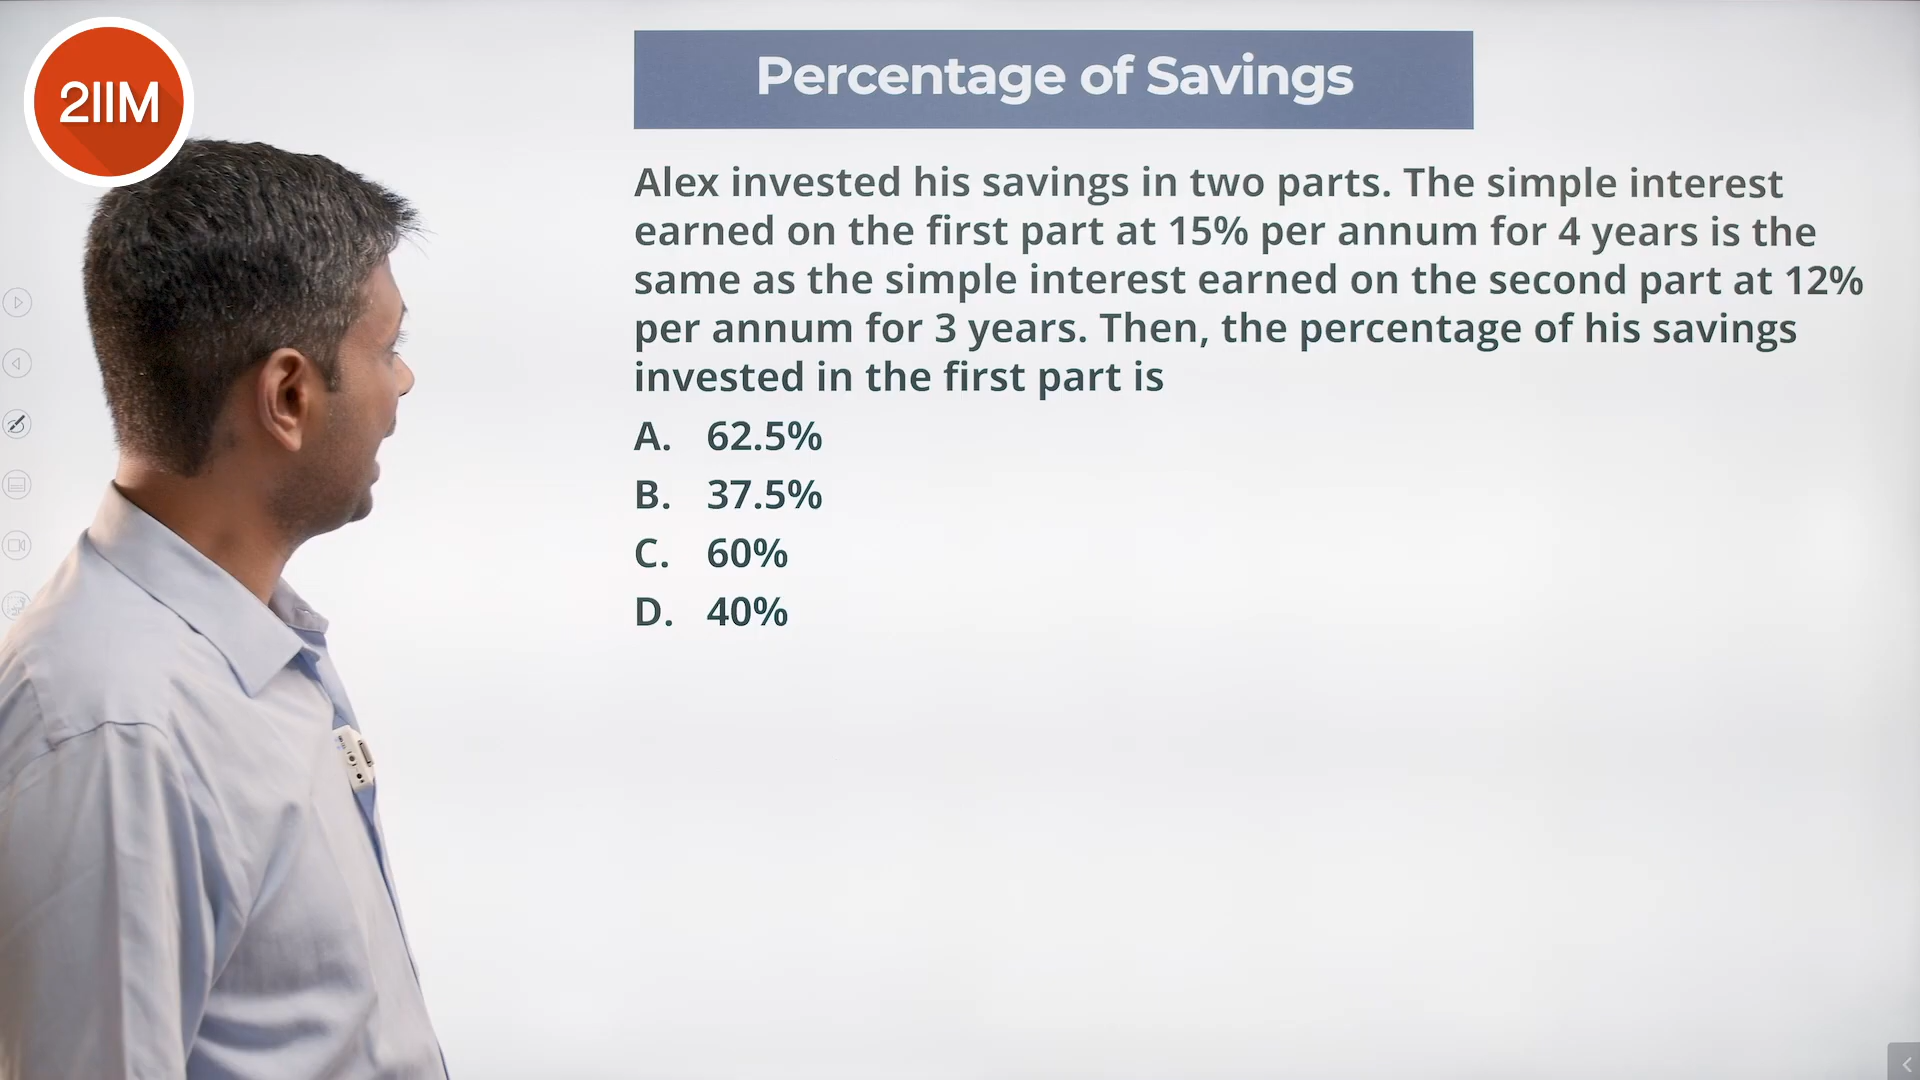 2IIM
Percentage of Savings
Alex invested his savings in two parts. The simple interest
earned on the first part at 15% per annum for 4 years is the
same as the simple interest earned on the second part at 12%
per annum for 3 years. Then, the percentage of his savings
invested in the first part is
A. 62.5%
B. 37.5%
C. 60%
D. 40%